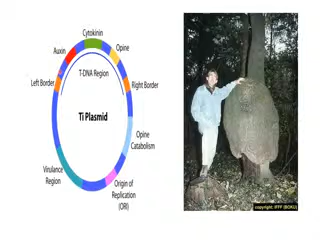 Cytokinin
Auxin
Opine
T-DNA Region
Left Border
Right Border
Ti Plasmid
Opine
Catabolism
Virulance
Region
Origin of
Replication
(ORI)
copyright: IFFF (BOKU)